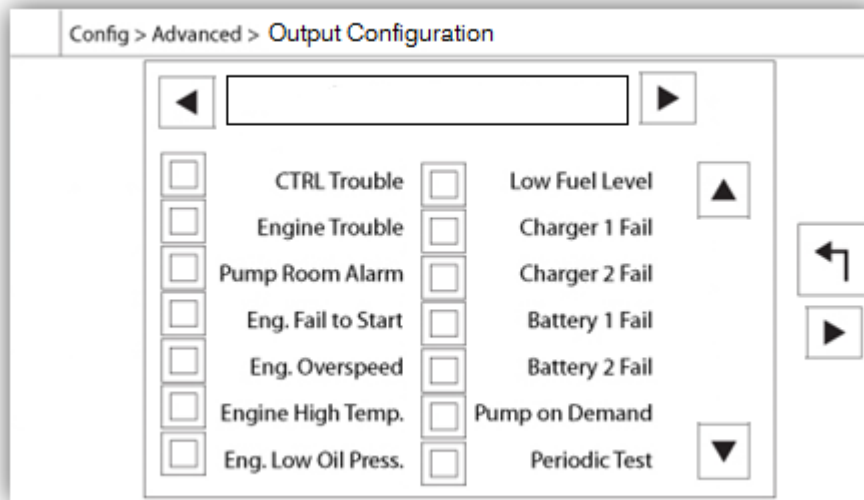 Config > Advanced > Output Configuration
CTRL Trouble
Low Fuel Level
Engine Trouble
Charger 1 Fail
Pump Room Alarm
Charger 2 Fail
Eng. Fail to Start
Battery 1 Fail
Eng. Overspeed
Battery 2 Fail
Engine High Temp.
Pump on Demand
Eng. Low Oil Press.
Periodic Test